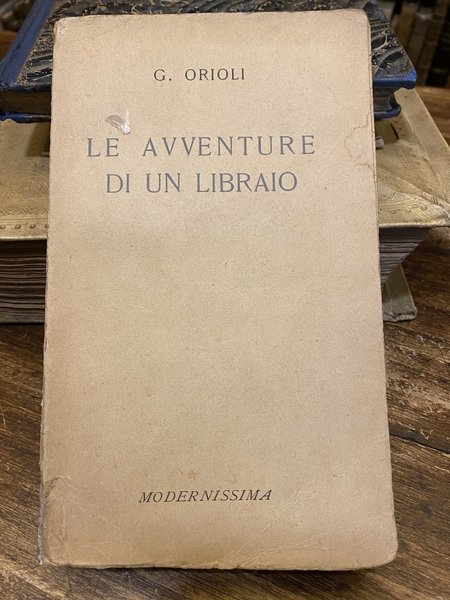 G. ORIOLI
LE AVVENTURE
DI UN LIBRAIO
MODERNISSIMA